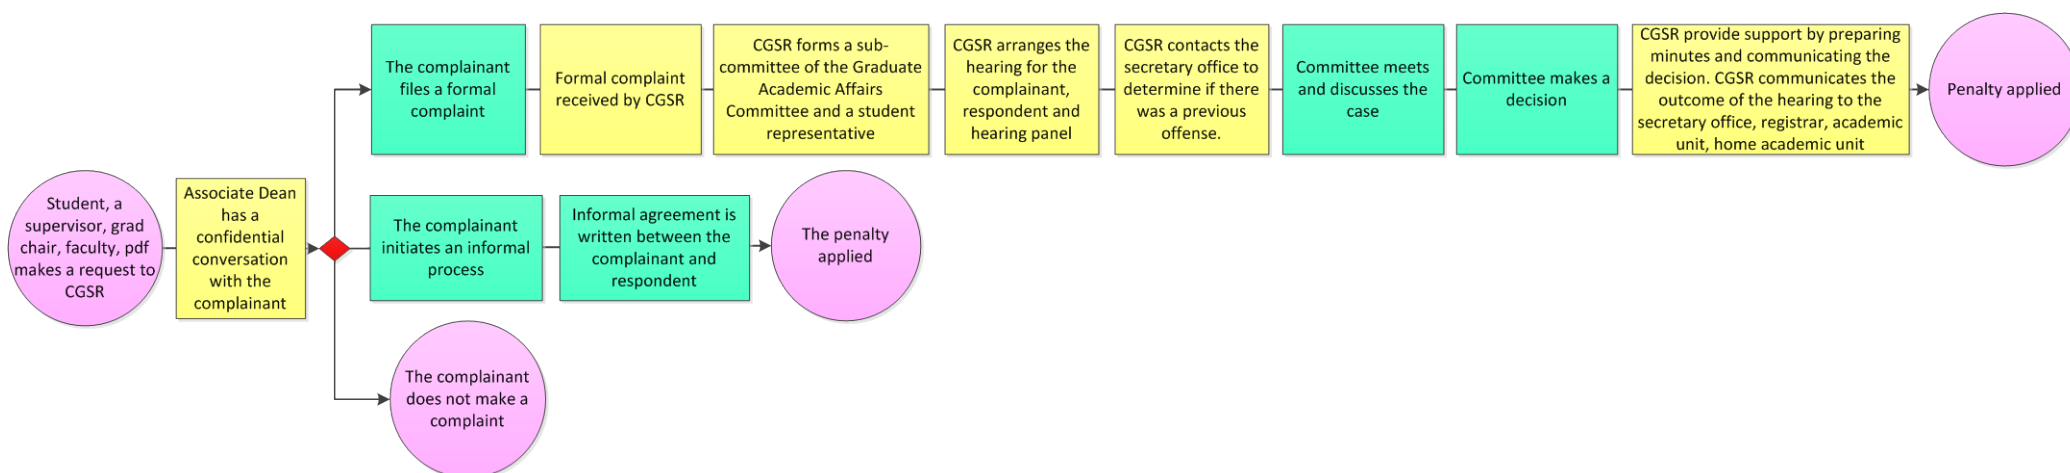 The complainant
files a formal
complaint
Formal complaint
received by CGSR
CGSR forms a sub-
committee of the Graduate
Academic Affairs
Committee and a student
representative
CGSR arranges the
hearing for the
complainant,
respondent and
hearing panel
CGSR contacts the
secretary office to
determine if there
was a previous
offense.
Committee meets
and discusses the
case
Committee makes a
decision
CGSR provide support by preparing
minutes and communicating the
decision. CGSR communicates the
outcome of the hearing to the
secretary office, registrar, academic
unit, home academic unit
Penalty applied
Student, a
supervisor, grad
chair, faculty, pdf
makes a request to
CGSR
Associate Dean
has a
confidential
conversation
with the
complainant
The complainant
initiates an informal
process
Informal agreement is
written between the
complainant and
respondent
The penalty
applied
The complainant
does not make a
complaint